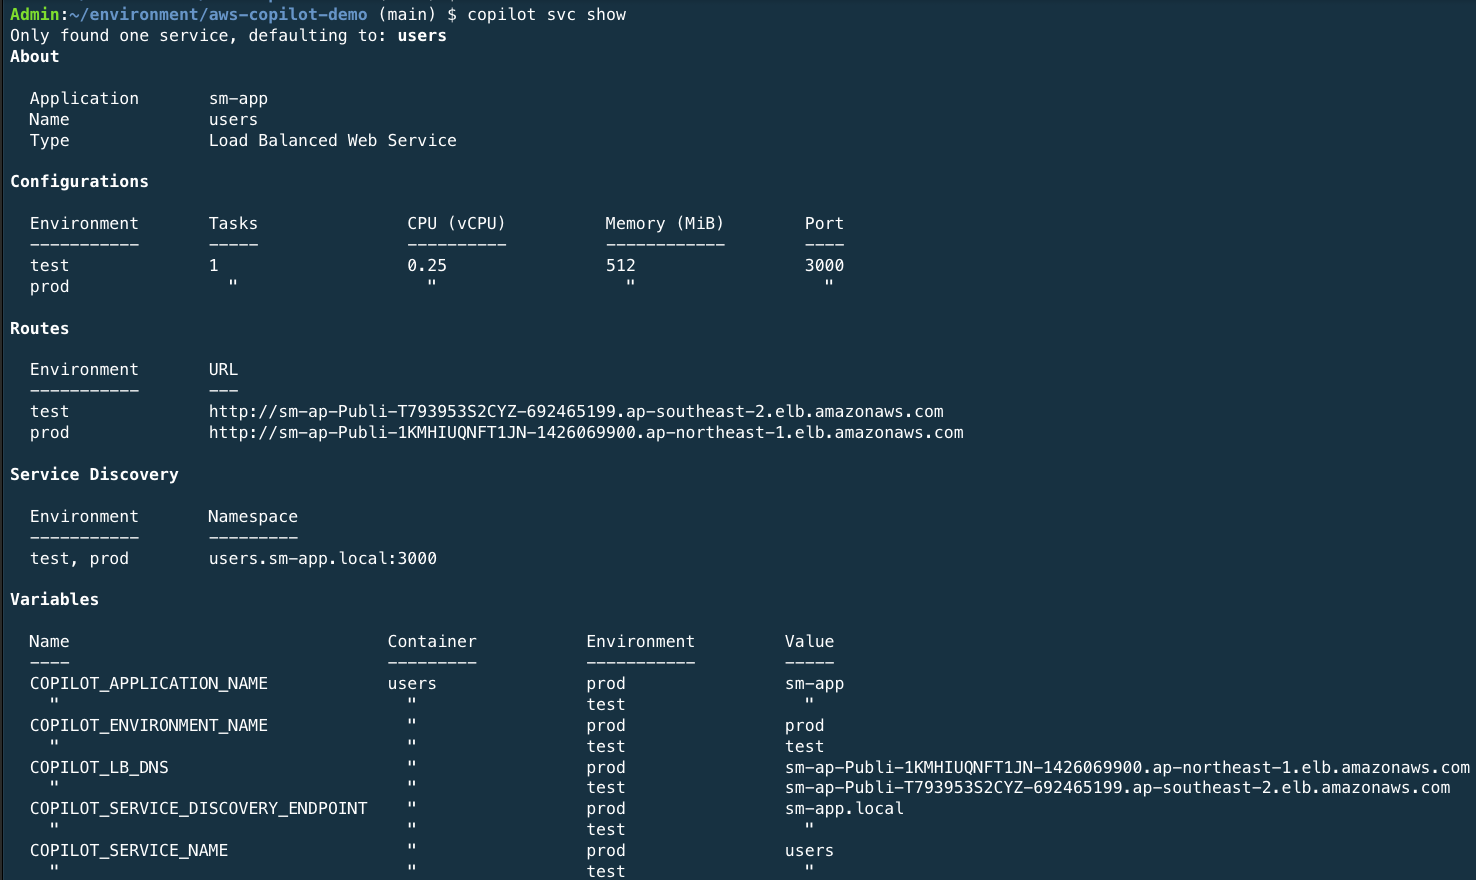 Admin:~/environment/aws-copilot-demo (main) $ copilot svc show
Only found one service, defaulting to: users
About
Application sm-app
Name users
Type Load Balanced Web Service
Configurations
Environment Tasks CPU (vCPU) Memory (MiB) Port
----------- ----- ---------- ------------ ----
test 1 0.25 512 3000
prod " " " "
Routes
Environment URL
----------- ---
test http://sm-ap-Publi-T793953S2CYZ-692465199.ap-southeast-2.elb.amazonaws.com
prod http://sm-ap-Publi-1KMHIUQNFT1JN-1426069900.ap-northeast-1.elb.amazonaws.com
Service Discovery
Environment Namespace
----------- ---------
test, prod users.sm-app.local:3000
Variables
Name Container Environment Value
---- --------- ----------- -----
COPILOT_APPLICATION_NAME users prod sm-app
" " test "
COPILOT_ENVIRONMENT_NAME " prod prod
" " test test
COPILOT_LB_DNS " prod sm-ap-Publi-1KMHIUQNFT1JN-1426069900.ap-northeast-1.elb.amazonaws.com
" " test sm-ap-Publi-T793953S2CYZ-692465199.ap-southeast-2.elb.amazonaws.com
COPILOT_SERVICE_DISCOVERY_ENDPOINT " prod sm-app.local
" " test "
COPILOT_SERVICE_NAME " prod users
" " test "